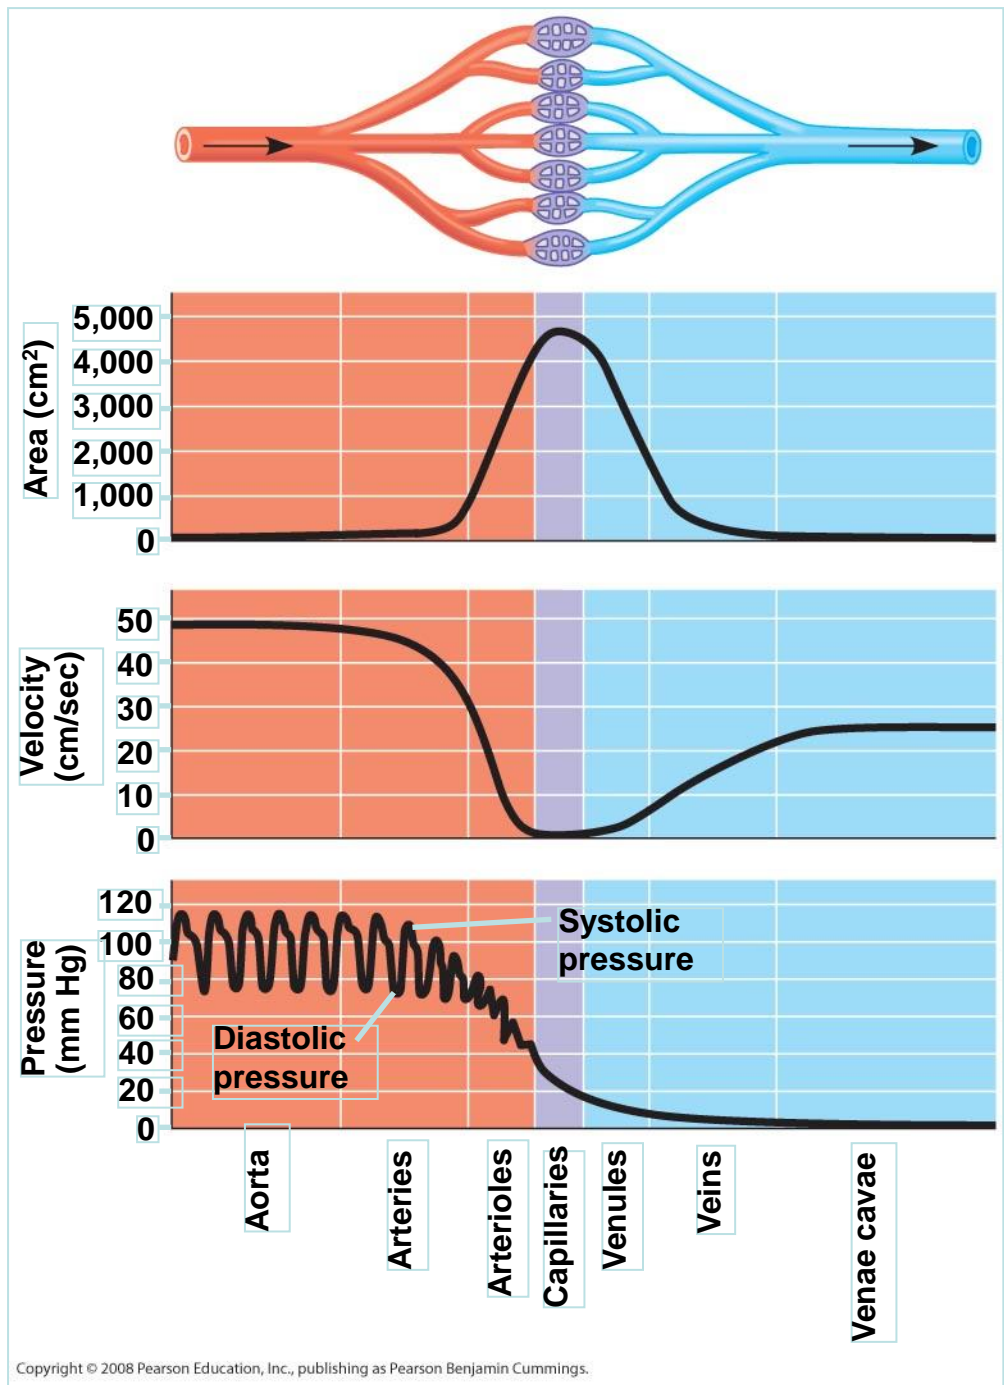 5,000
4,000
3,000
2,000
1,000
0
Area (cm²)
50
40
30
20
10
0
Velocity
(cm/sec)
120
100
80
60
40
20
0
Pressure
(mm Hg)
Systolic
pressure
Diastolic
pressure
Aorta
Arteries
Arterioles
Capillaries
Venules
Veins
Venae cavae
Copyright © 2008 Pearson Education, Inc., publishing as Pearson Benjamin Cummings.